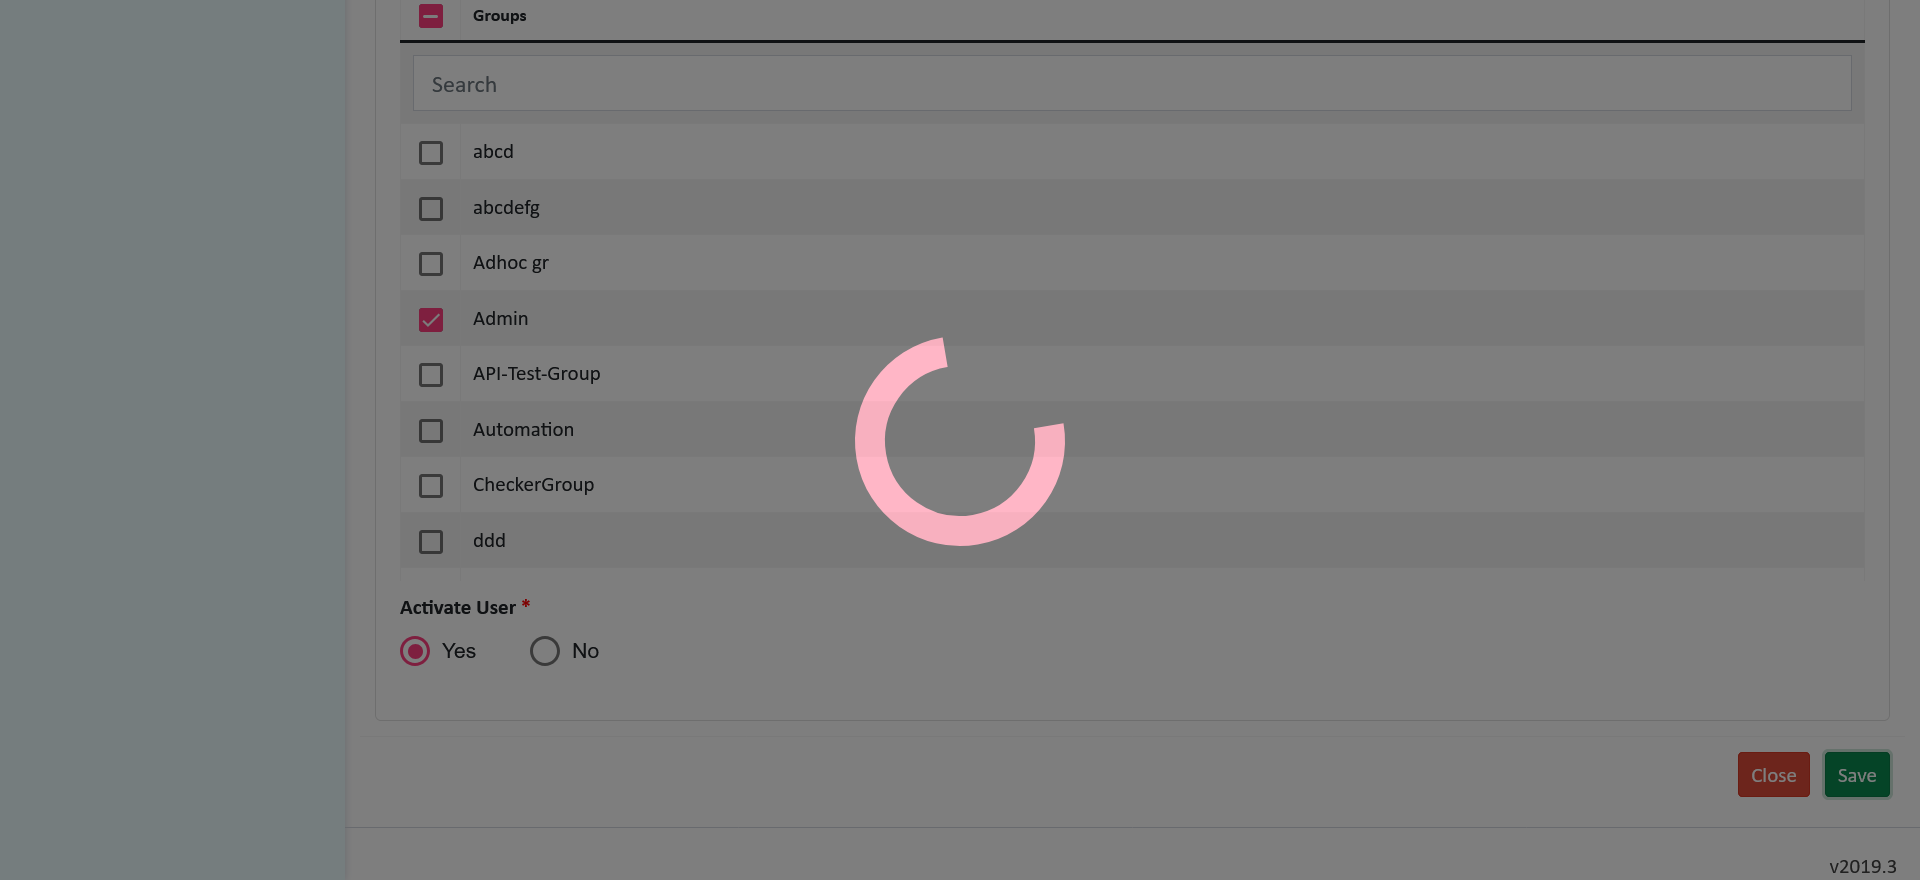 Groups
Search
abcd
abcdefg
Adhoc gr
Admin
API-Test-Group
Automation
CheckerGroup
ddd
Activate User *
Yes No
Close Save
v2019.3